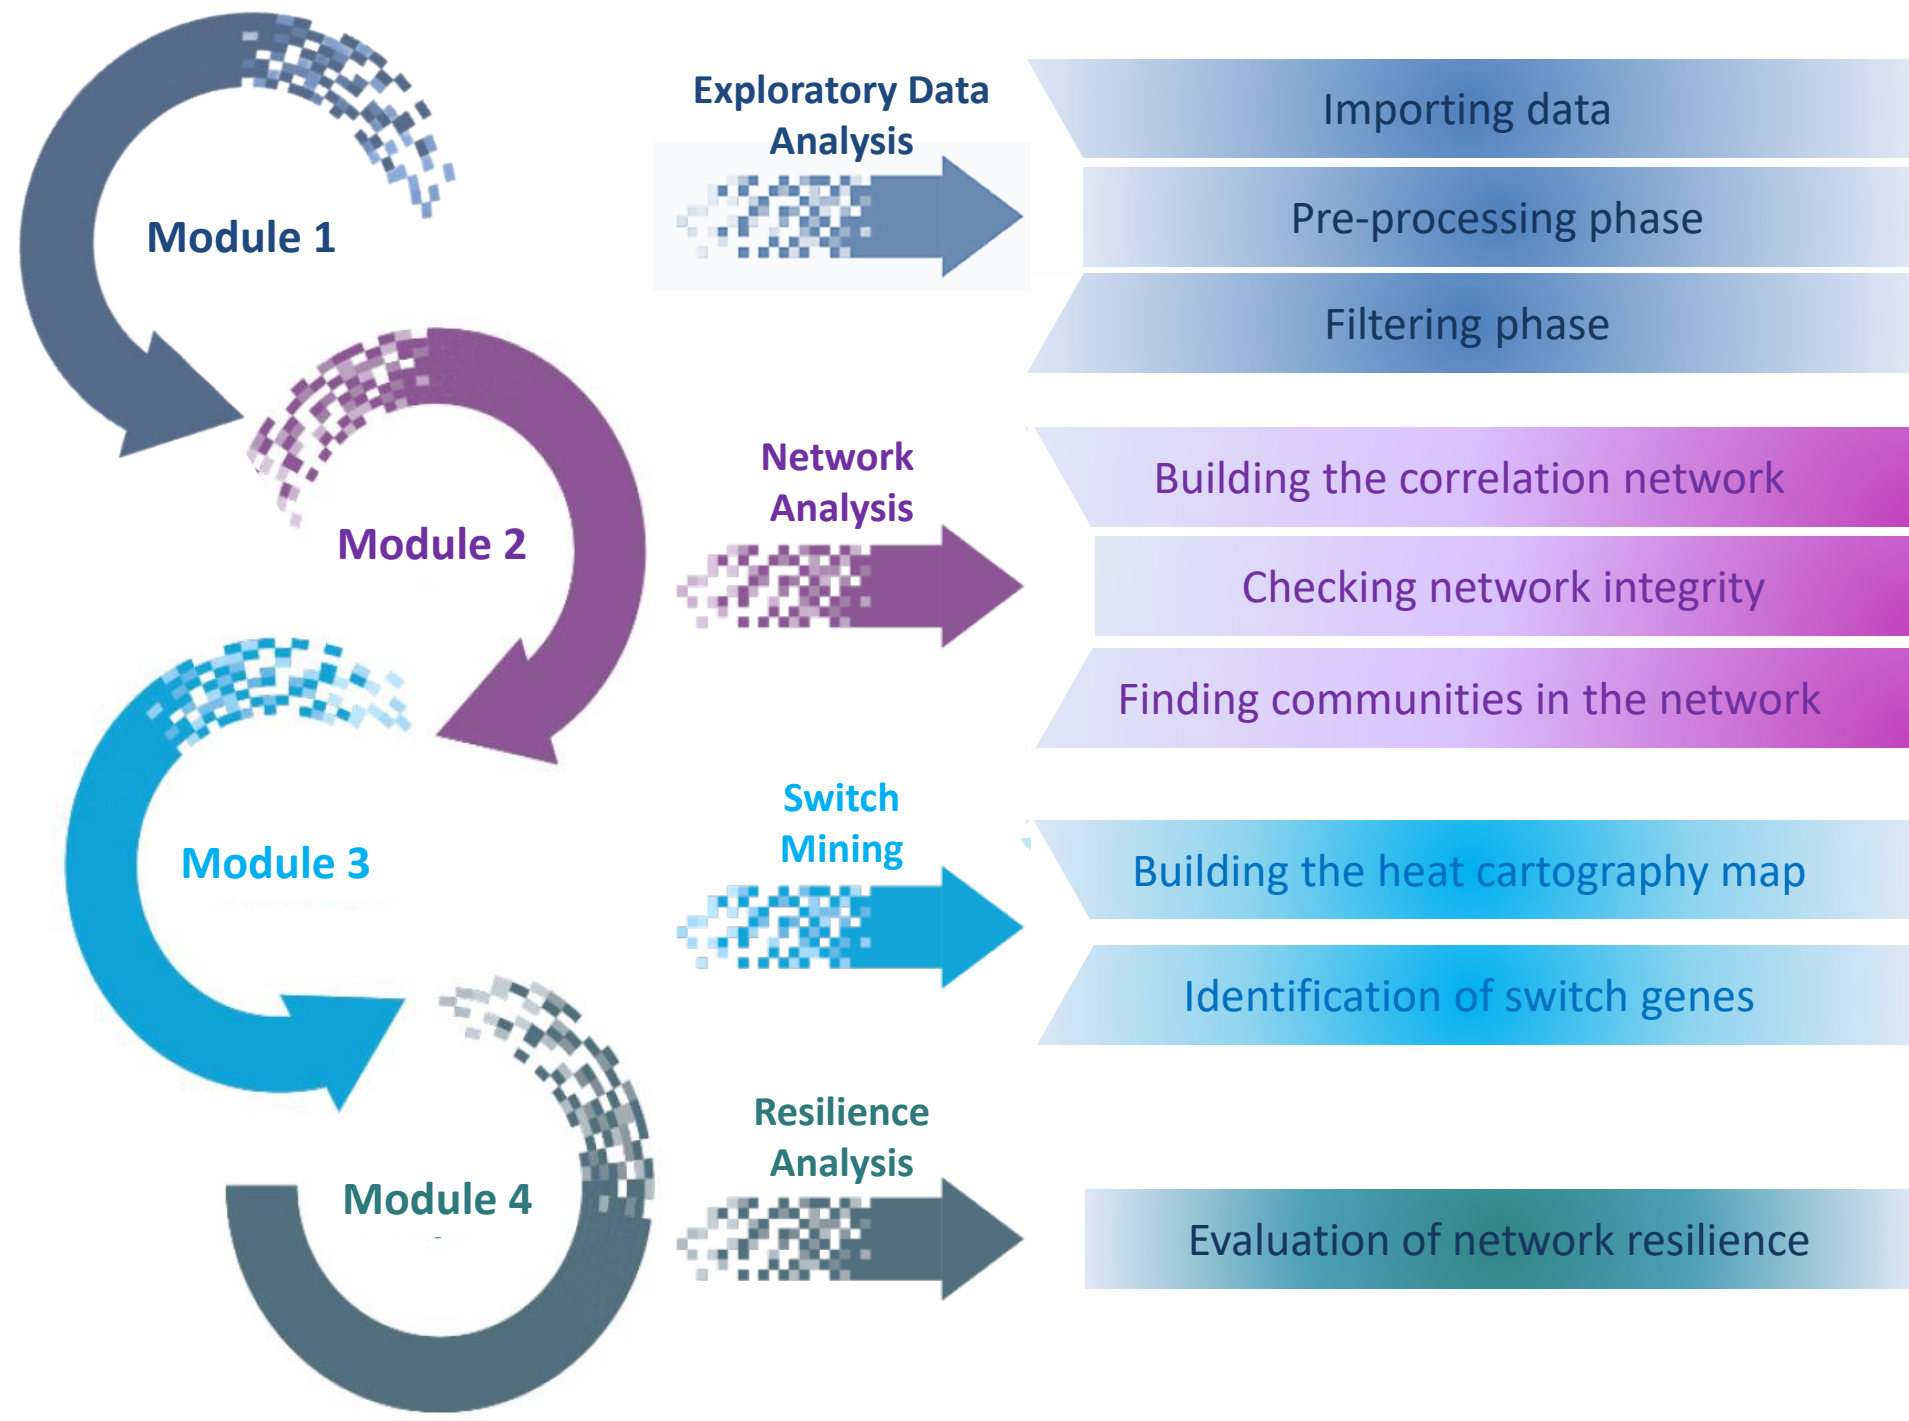 Module 1
Exploratory Data
Analysis
Importing data
Pre-processing phase
Filtering phase
Module 2
Network
Analysis
Building the correlation network
Checking network integrity
Finding communities in the network
Module 3
Switch
Mining
Building the heat cartography map
Identification of switch genes
Module 4
Resilience
Analysis
Evaluation of network resilience